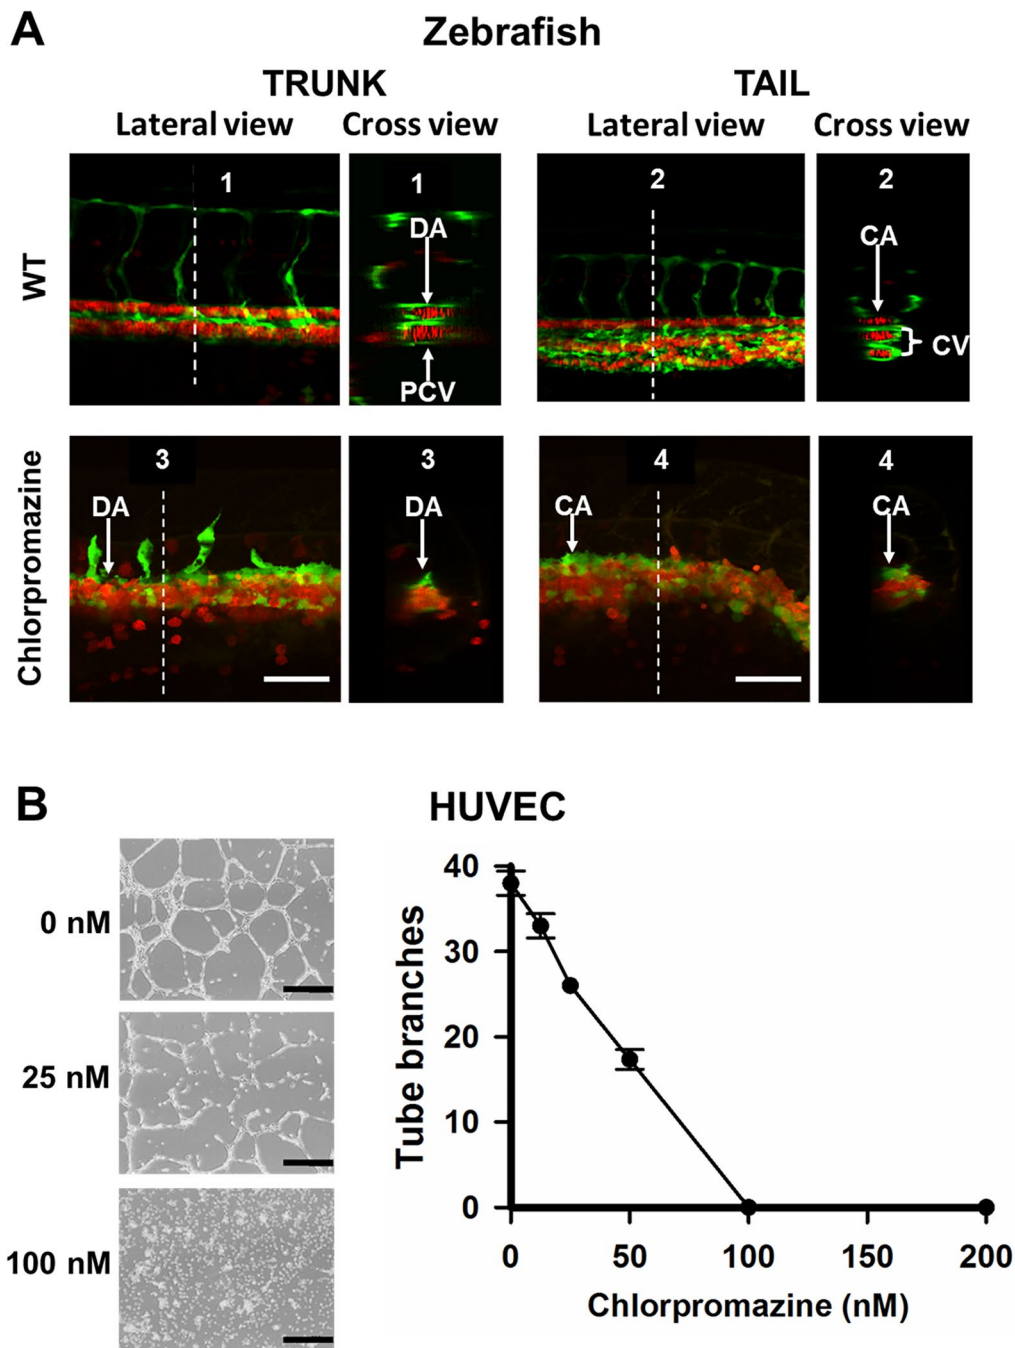 A
Zebrafish
TRUNK
TAIL
Lateral view
Cross view
Lateral view
Cross view
WT
1
1
DA
PCV
2
2
CA
CV
Chlorpromazine
3
DA
3
DA
4
CA
4
CA
B
HUVEC
0 nM
25 nM
100 nM
Tube branches
40
30
20
10
0
0 50 100 150 200
Chlorpromazine (nM)